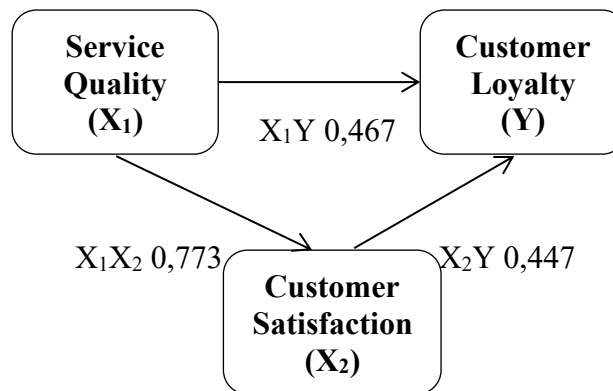 Service
Quality
(X₁)
Customer
Loyalty
(Y)
X₁Y 0,467
X₁X₂ 0,773
X₂Y 0,447
Customer
Satisfaction
(X₂)